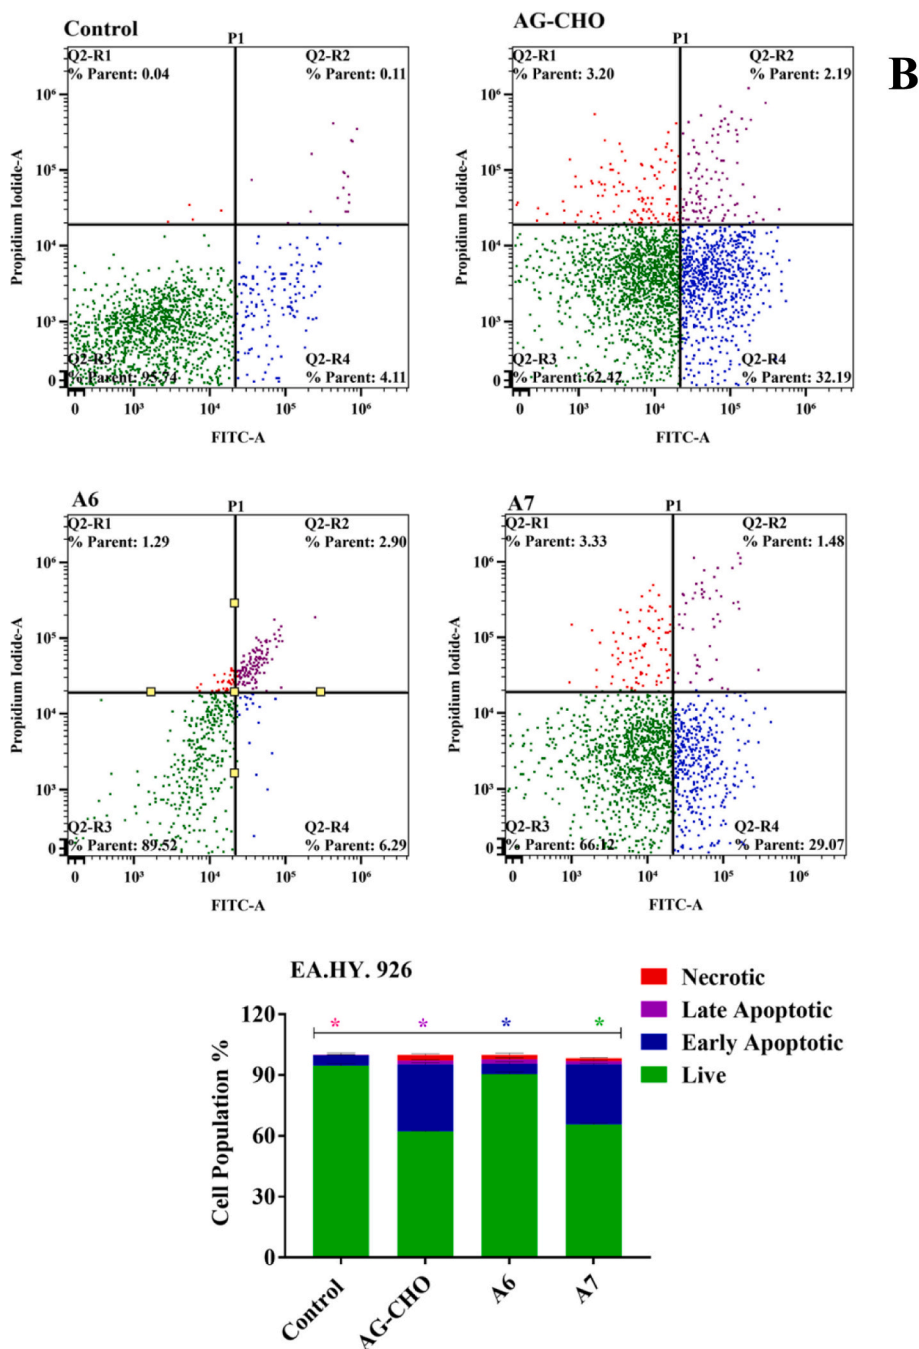 Control
P1
Q2-R1
% Parent: 0.04
Q2-R2
% Parent: 0.11
10⁶
10⁵
10⁴
10³
0
Propidium Iodide-A
Q2-R3
% Parent: 95.74
Q2-R4
% Parent: 4.11
0 10³ 10⁴ 10⁵ 10⁶
FITC-A
AG-CHO
P1
B
Q2-R1
% Parent: 3.20
Q2-R2
% Parent: 2.19
10⁶
10⁵
10⁴
10³
0
Propidium Iodide-A
Q2-R3
% Parent: 62.42
Q2-R4
% Parent: 32.19
0 10³ 10⁴ 10⁵ 10⁶
FITC-A
A6
P1
Q2-R1
% Parent: 1.29
Q2-R2
% Parent: 2.90
10⁶
10⁵
10⁴
10³
0
Propidium Iodide-A
Q2-R3
% Parent: 89.52
Q2-R4
% Parent: 6.29
0 10³ 10⁴ 10⁵ 10⁶
FITC-A
A7
P1
Q2-R1
% Parent: 3.33
Q2-R2
% Parent: 1.48
10⁶
10⁵
10⁴
10³
0
Propidium Iodide-A
Q2-R3
% Parent: 66.12
Q2-R4
% Parent: 29.07
0 10³ 10⁴ 10⁵ 10⁶
FITC-A
EA.HY. 926
Necrotic
Late Apoptotic
Early Apoptotic
Live
* * * *
120
90
60
30
0
Cell Population %
Control
AG-CHO
A6
A7